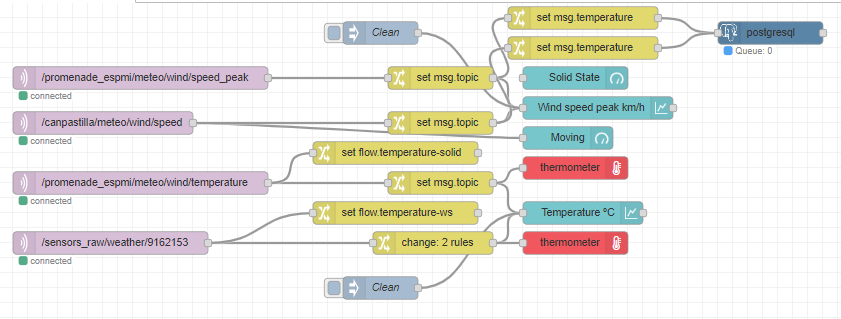 set msg.temperature
Clean
postgresql
set msg.temperature
Queue: 0
/promenade_espmi/meteo/wind/speed_peak
set msg.topic
Solid State
connected
Wind speed peak km/h
/canpastilla/meteo/wind/speed
set msg.topic
connected
Moving
set flow.temperature-solid
thermometer
/promenade_espmi/meteo/wind/temperature
set msg.topic
connected
set flow.temperature-ws
Temperature ºC
/sensors_raw/weather/9162153
change: 2 rules
thermometer
connected
Clean